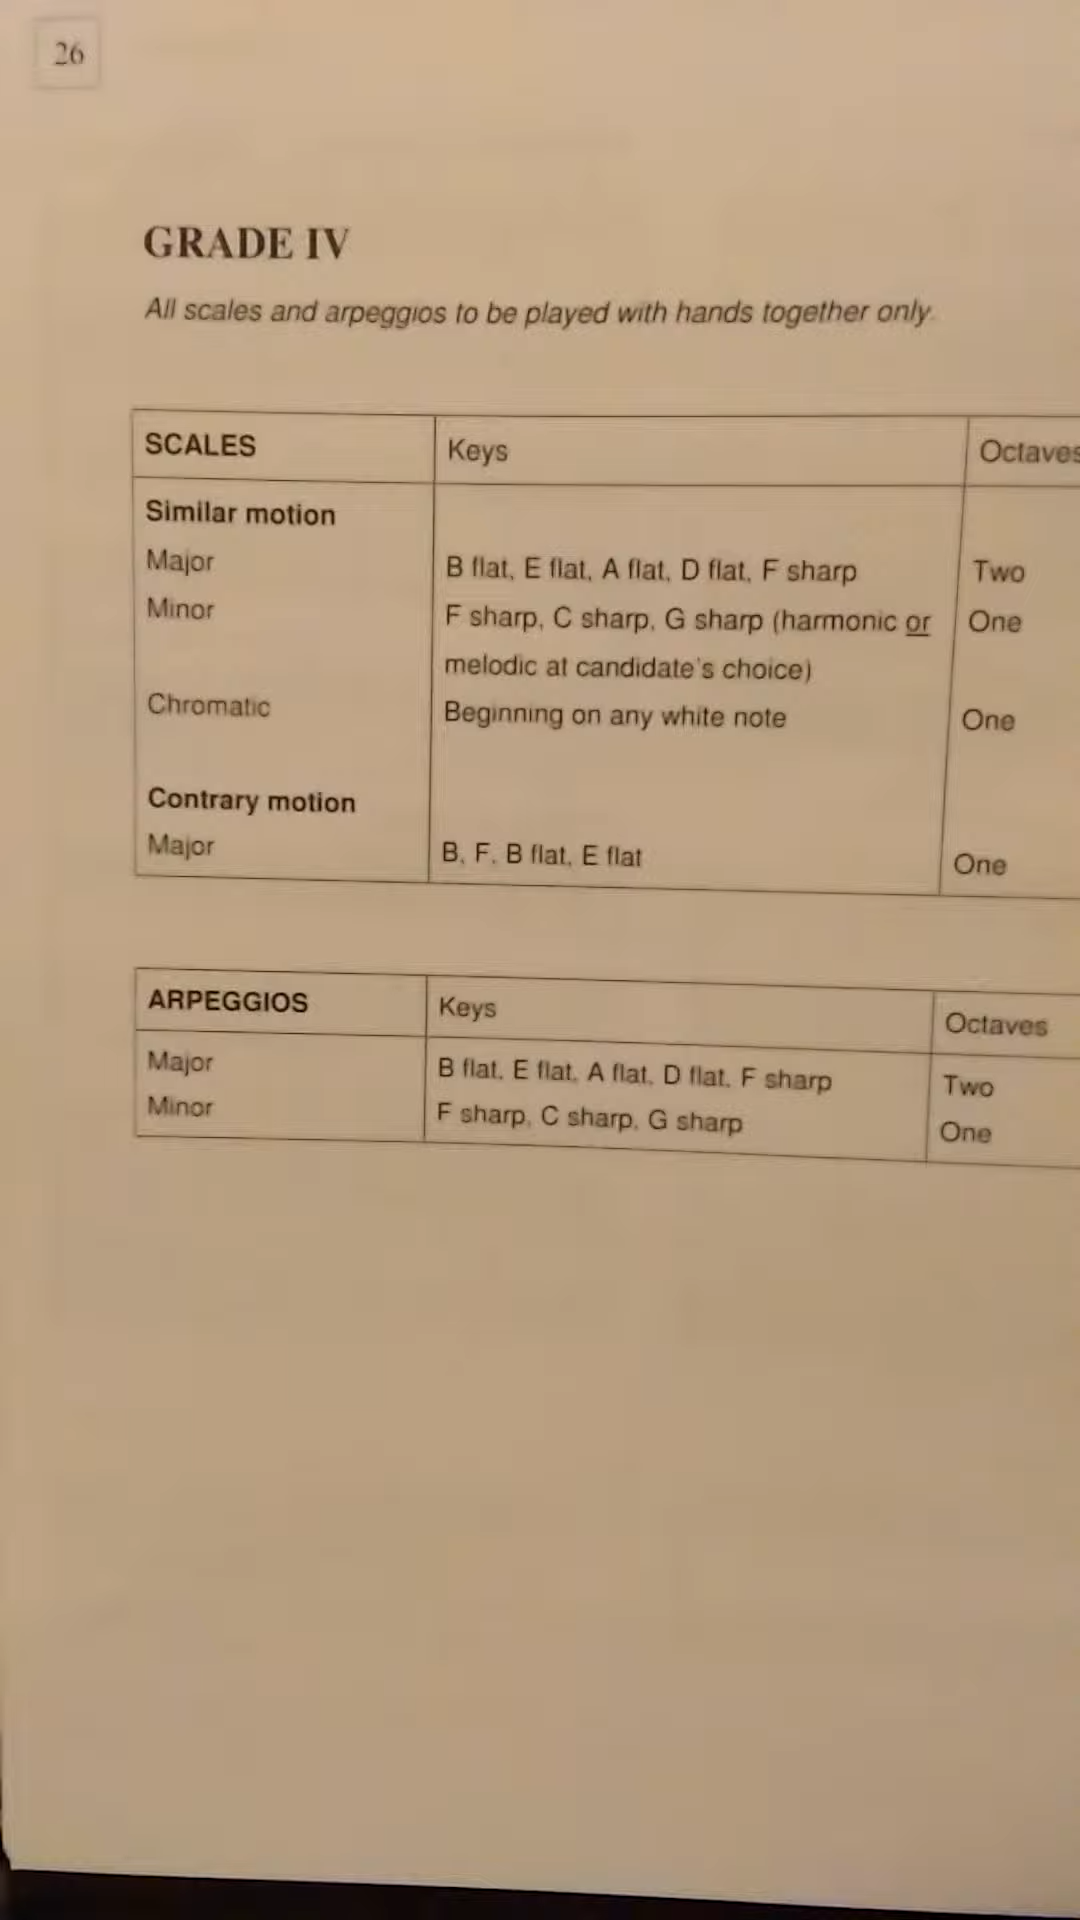 26
GRADE IV
All scales and arpeggios to be played with hands together only.
SCALES Keys Octaves
Similar motion
Major B flat, E flat, A flat, D flat, F sharp Two
Minor F sharp, C sharp, G sharp (harmonic or One
melodic at candidate's choice)
Chromatic Beginning on any white note One
Contrary motion
Major B, F, B flat, E flat One
ARPEGGIOS Keys Octaves
Major B flat, E flat, A flat, D flat, F sharp Two
Minor F sharp, C sharp, G sharp One